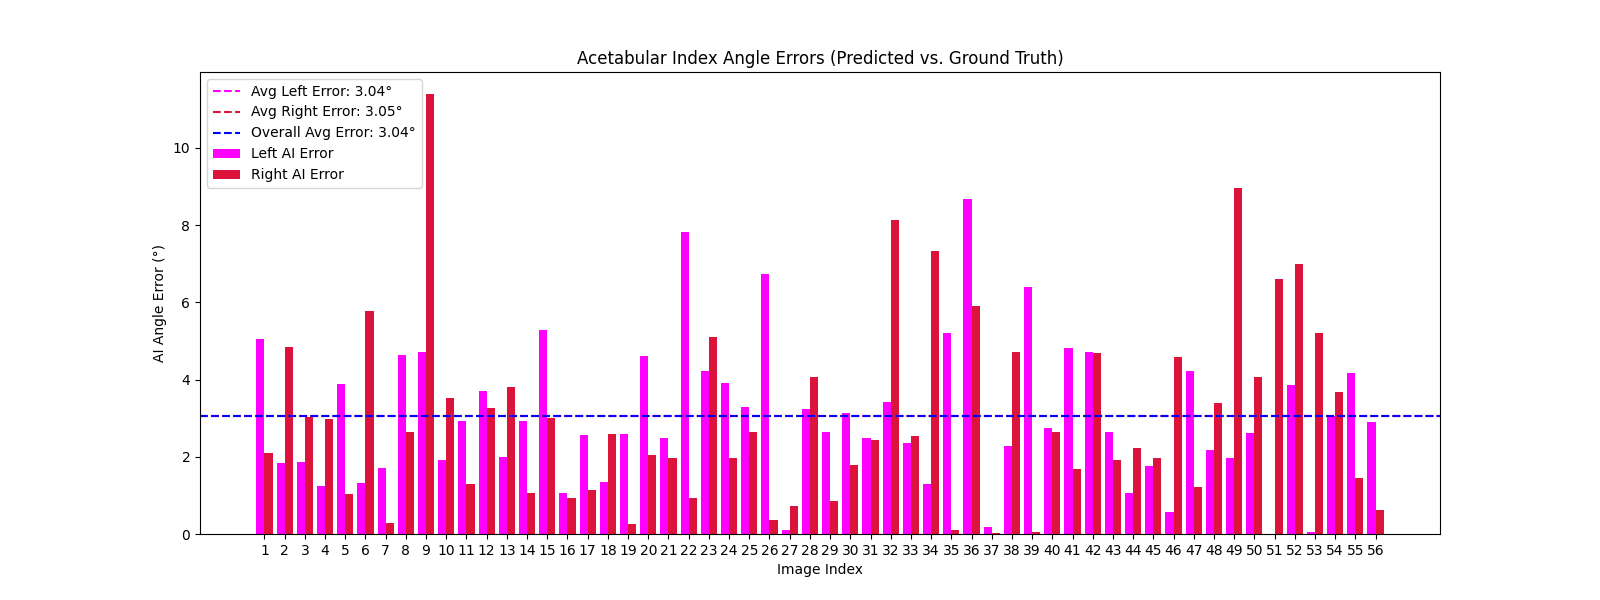 Acetabular Index Angle Errors (Predicted vs. Ground Truth)
Avg Left Error: 3.04°
Avg Right Error: 3.05°
Overall Avg Error: 3.04°
Left AI Error
Right AI Error
AI Angle Error (°)
10
8
6
4
2
0
1 2 3 4 5 6 7 8 9 10 11 12 13 14 15 16 17 18 19 20 21 22 23 24 25 26 27 28 29 30 31 32 33 34 35 36 37 38 39 40 41 42 43 44 45 46 47 48 49 50 51 52 53 54 55 56
Image Index